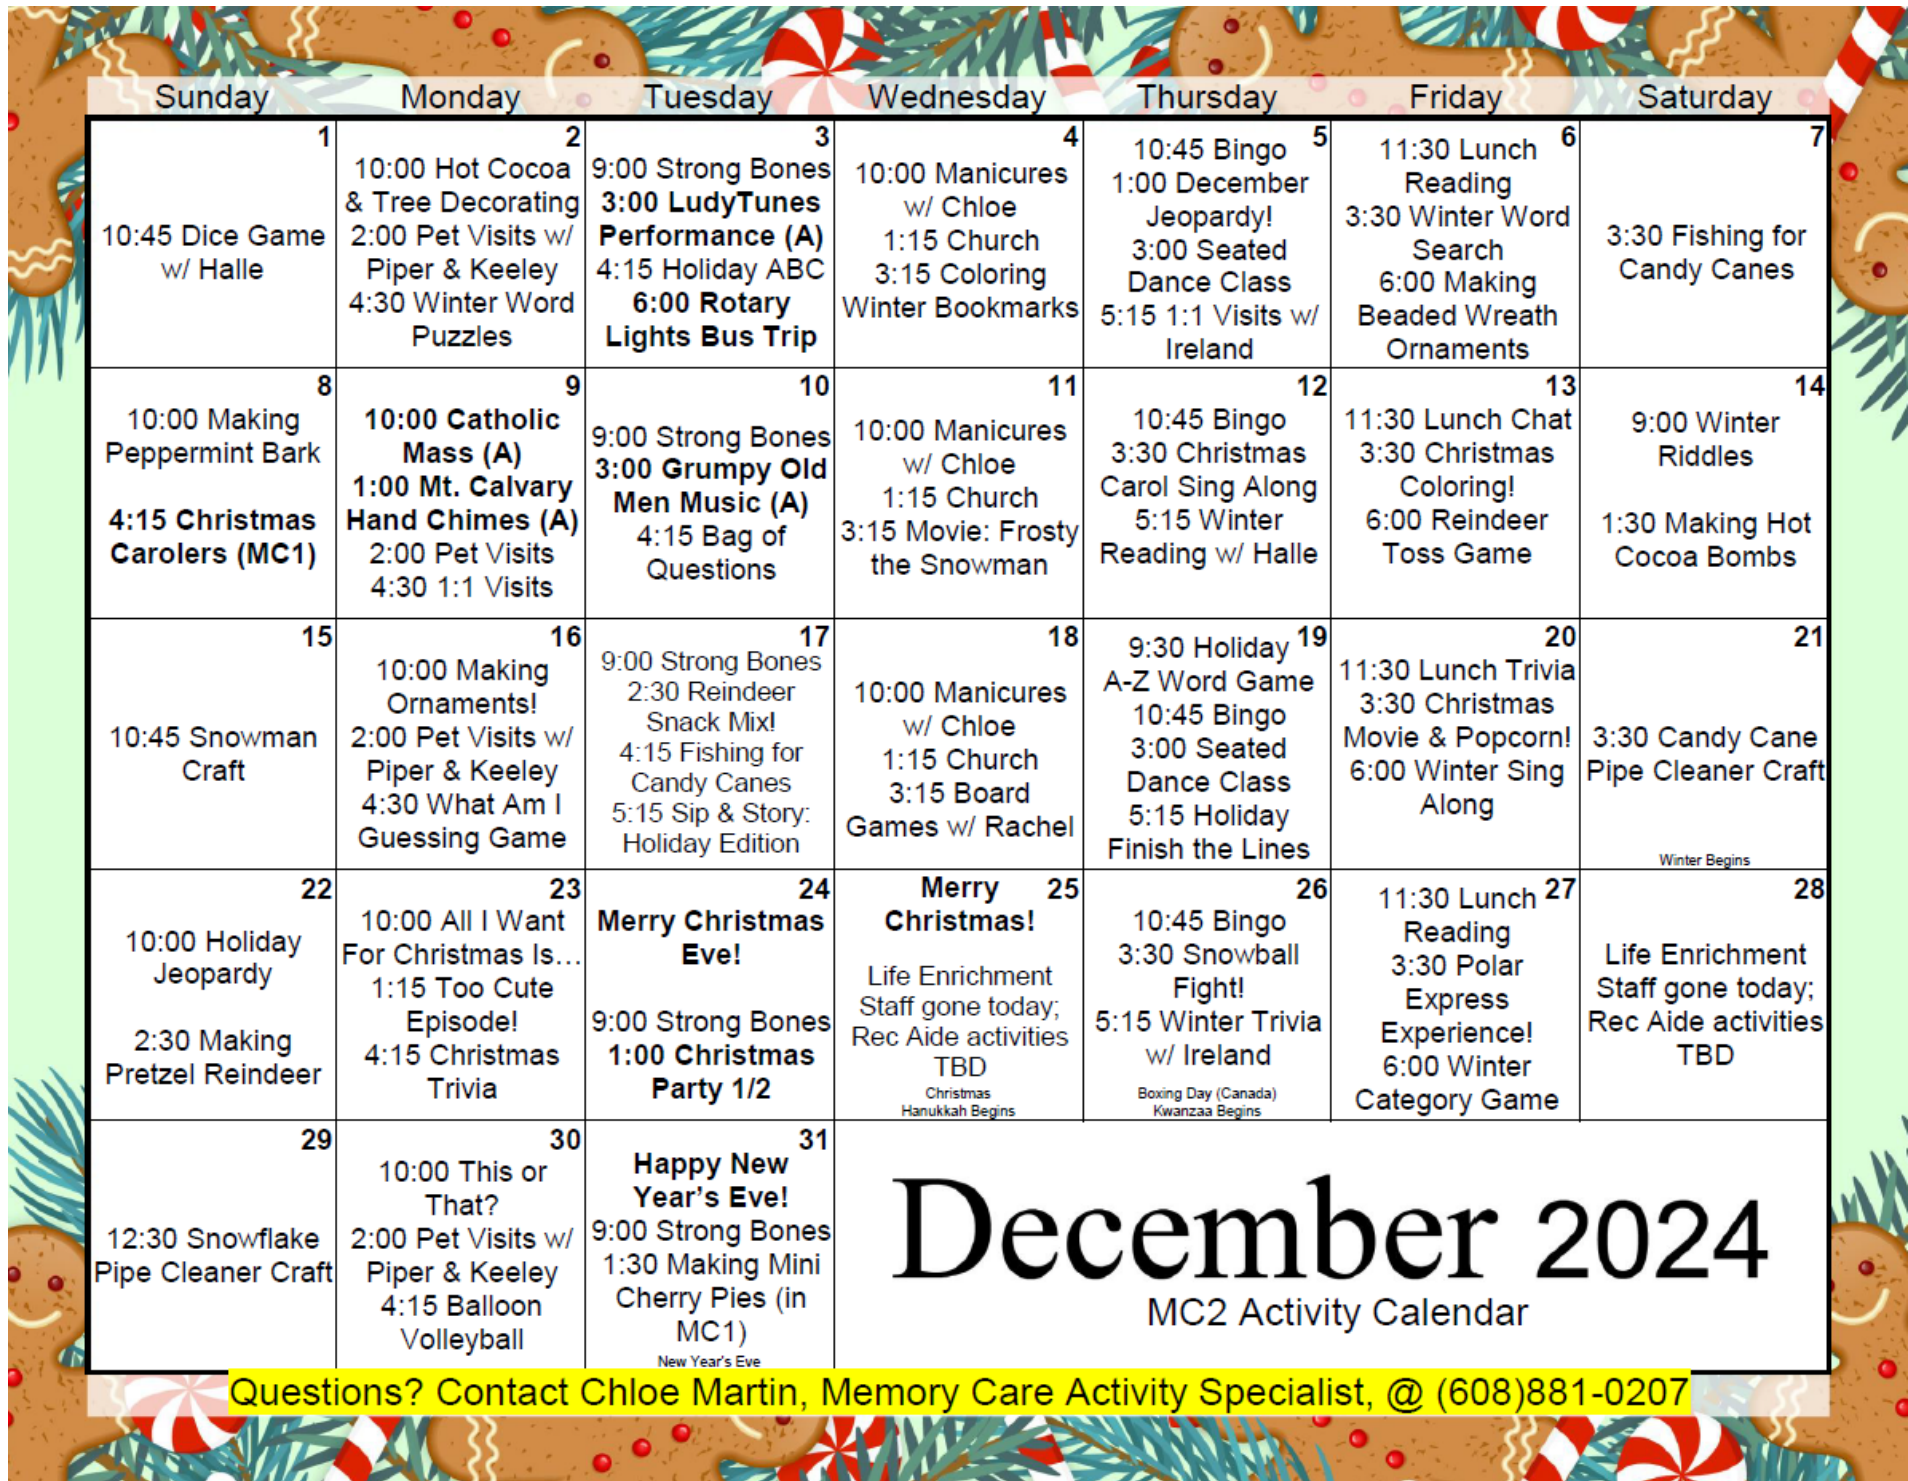 Sunday Monday Tuesday Wednesday Thursday Friday Saturday
1
10:45 Dice Game
w/ Halle
2
10:00 Hot Cocoa
& Tree Decorating
2:00 Pet Visits w/
Piper & Keeley
4:30 Winter Word
Puzzles
3
9:00 Strong Bones
3:00 LudyTunes
Performance (A)
4:15 Holiday ABC
6:00 Rotary
Lights Bus Trip
4
10:00 Manicures
w/ Chloe
1:15 Church
3:15 Coloring
Winter Bookmarks
10:45 Bingo 5
1:00 December
Jeopardy!
3:00 Seated
Dance Class
5:15 1:1 Visits w/
Ireland
11:30 Lunch 6
Reading
3:30 Winter Word
Search
6:00 Making
Beaded Wreath
Ornaments
7
3:30 Fishing for
Candy Canes
8
10:00 Making
Peppermint Bark
4:15 Christmas
Carolers (MC1)
9
10:00 Catholic
Mass (A)
1:00 Mt. Calvary
Hand Chimes (A)
2:00 Pet Visits
4:30 1:1 Visits
10
9:00 Strong Bones
3:00 Grumpy Old
Men Music (A)
4:15 Bag of
Questions
11
10:00 Manicures
w/ Chloe
1:15 Church
3:15 Movie: Frosty
the Snowman
12
10:45 Bingo
3:30 Christmas
Carol Sing Along
5:15 Winter
Reading w/ Halle
13
11:30 Lunch Chat
3:30 Christmas
Coloring!
6:00 Reindeer
Toss Game
14
9:00 Winter
Riddles
1:30 Making Hot
Cocoa Bombs
15
10:45 Snowman
Craft
16
10:00 Making
Ornaments!
2:00 Pet Visits w/
Piper & Keeley
4:30 What Am I
Guessing Game
17
9:00 Strong Bones
2:30 Reindeer
Snack Mix!
4:15 Fishing for
Candy Canes
5:15 Sip & Story:
Holiday Edition
18
10:00 Manicures
w/ Chloe
1:15 Church
3:15 Board
Games w/ Rachel
9:30 Holiday 19
A-Z Word Game
10:45 Bingo
3:00 Seated
Dance Class
5:15 Holiday
Finish the Lines
20
11:30 Lunch Trivia
3:30 Christmas
Movie & Popcorn!
6:00 Winter Sing
Along
21
3:30 Candy Cane
Pipe Cleaner Craft
Winter Begins
22
10:00 Holiday
Jeopardy
2:30 Making
Pretzel Reindeer
23
10:00 All I Want
For Christmas Is...
1:15 Too Cute
Episode!
4:15 Christmas
Trivia
24
Merry Christmas
Eve!
9:00 Strong Bones
1:00 Christmas
Party 1/2
Merry 25
Christmas!
Life Enrichment
Staff gone today;
Rec Aide activities
TBD
Christmas
Hanukkah Begins
26
10:45 Bingo
3:30 Snowball
Fight!
5:15 Winter Trivia
w/ Ireland
Boxing Day (Canada)
Kwanzaa Begins
11:30 Lunch 27
Reading
3:30 Polar
Express
Experience!
6:00 Winter
Category Game
28
Life Enrichment
Staff gone today;
Rec Aide activities
TBD
29
12:30 Snowflake
Pipe Cleaner Craft
30
10:00 This or
That?
2:00 Pet Visits w/
Piper & Keeley
4:15 Balloon
Volleyball
31
Happy New
Year's Eve!
9:00 Strong Bones
1:30 Making Mini
Cherry Pies (in
MC1)
New Year's Eve
December 2024
MC2 Activity Calendar
Questions? Contact Chloe Martin, Memory Care Activity Specialist, @ (608)881-0207